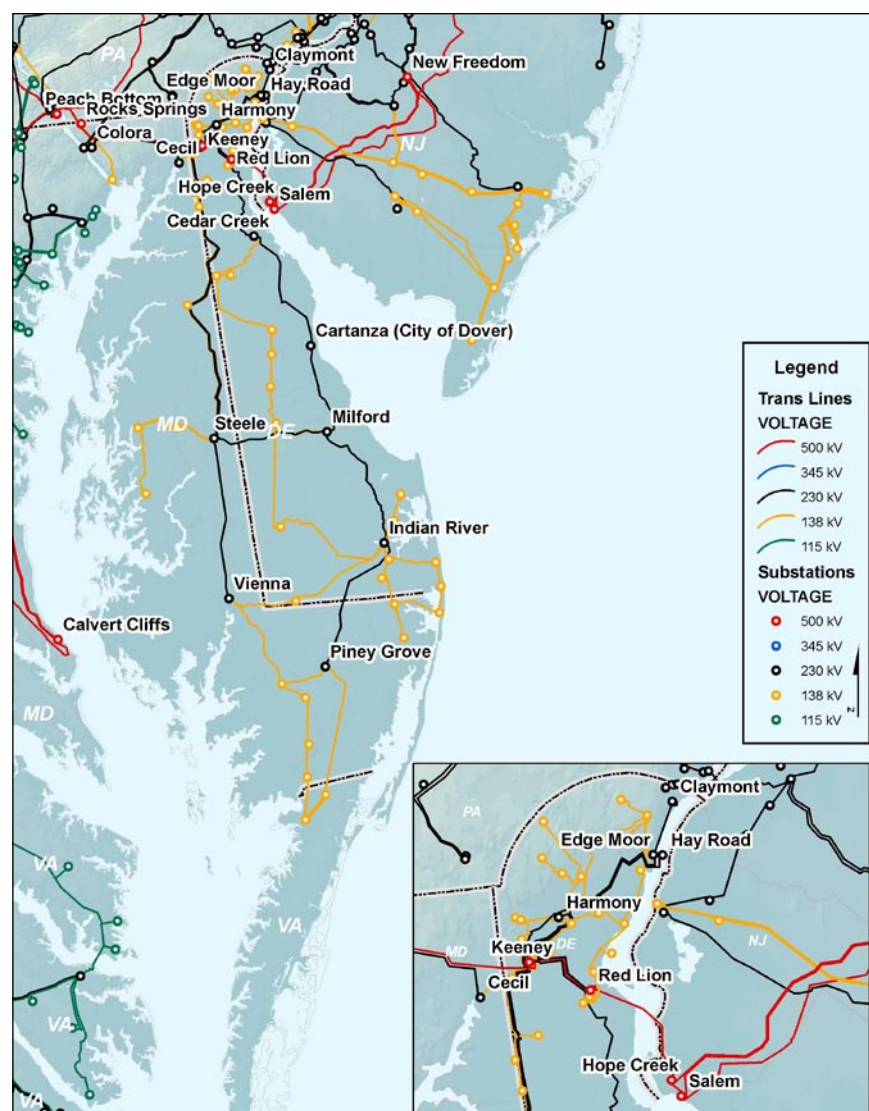 PA
Claymont
New Freedom
Edge Moor
Hay Road
Peach Bottom
Rocks Springs
Harmony
Colora
Keeney
NJ
Cecil
Red Lion
Hope Creek
Salem
Cedar Creek
Cartanza (City of Dover)
MD
Steele
DE
Milford
Indian River
Vienna
Calvert Cliffs
Piney Grove
MD
VA
VA
VA
VA
Legend
Trans Lines
VOLTAGE
500 kV
345 kV
230 kV
138 kV
115 kV
Substations
VOLTAGE
500 kV
345 kV
230 kV
138 kV
115 kV
z
Claymont
PA
Edge Moor
Hay Road
Harmony
Keeney
MD
DE
NJ
Cecil
Red Lion
Hope Creek
Salem